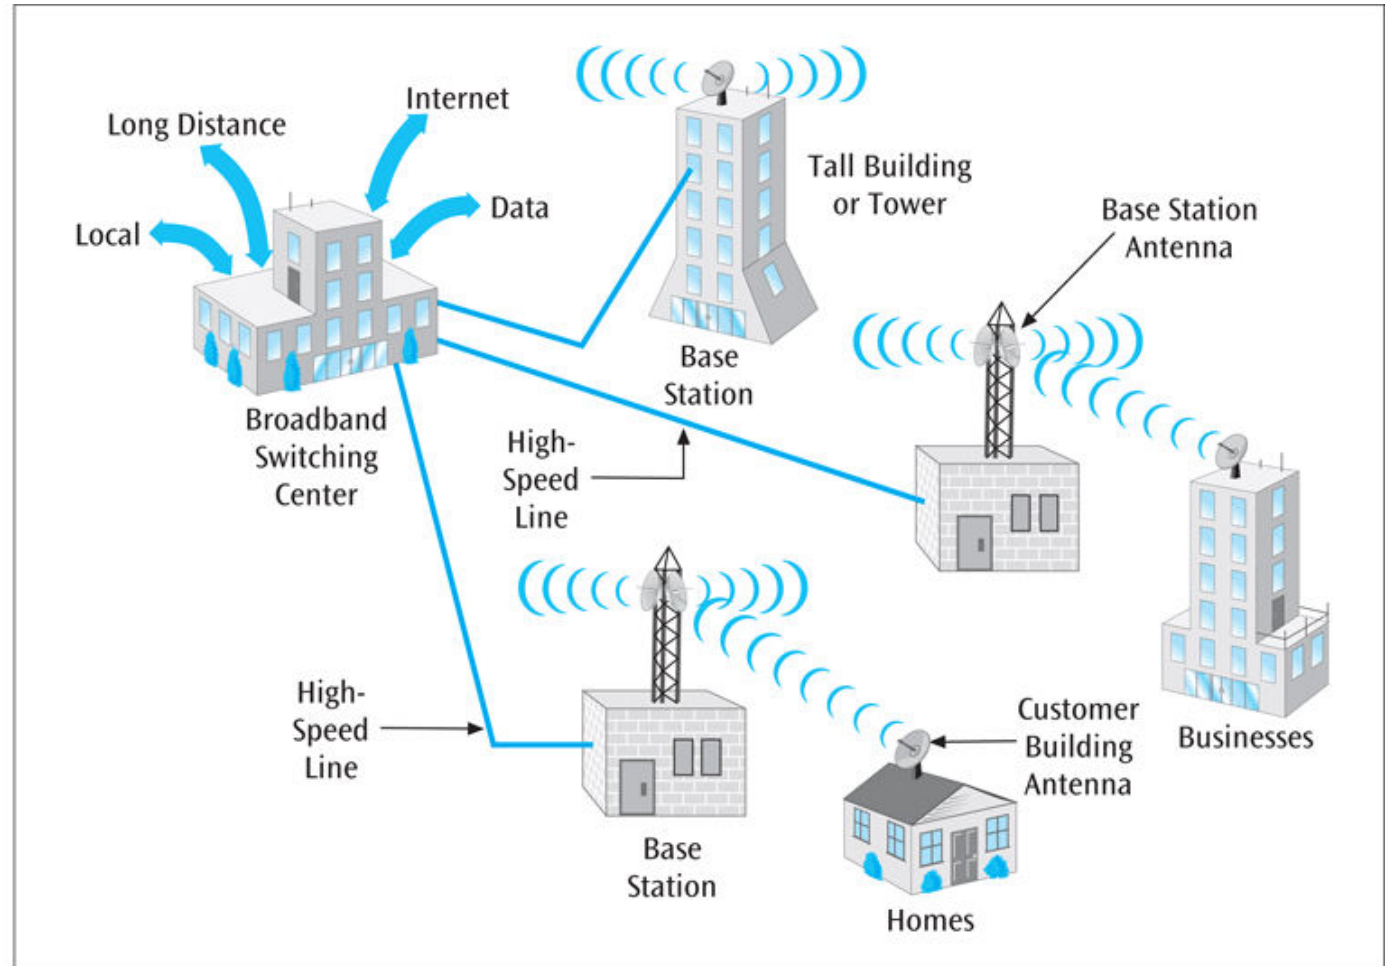 Internet
Long Distance
Data
Local
Tall Building
or Tower
Base Station
Antenna
Base
Station
Broadband
Switching
Center
High-
Speed
Line
High-
Speed
Line
Customer
Building
Antenna
Businesses
Base
Station
Homes